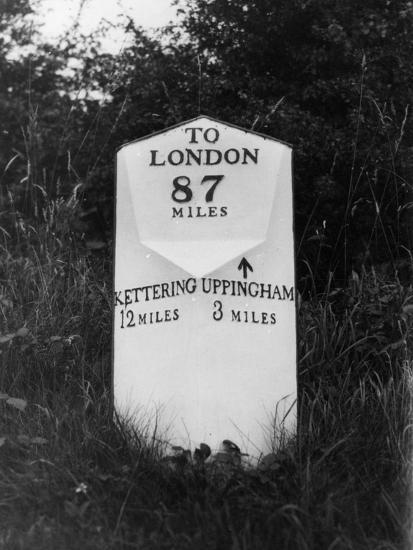 TO
LONDON
87
MILES
KETTERING UPPINGHAM
12 MILES 3 MILES